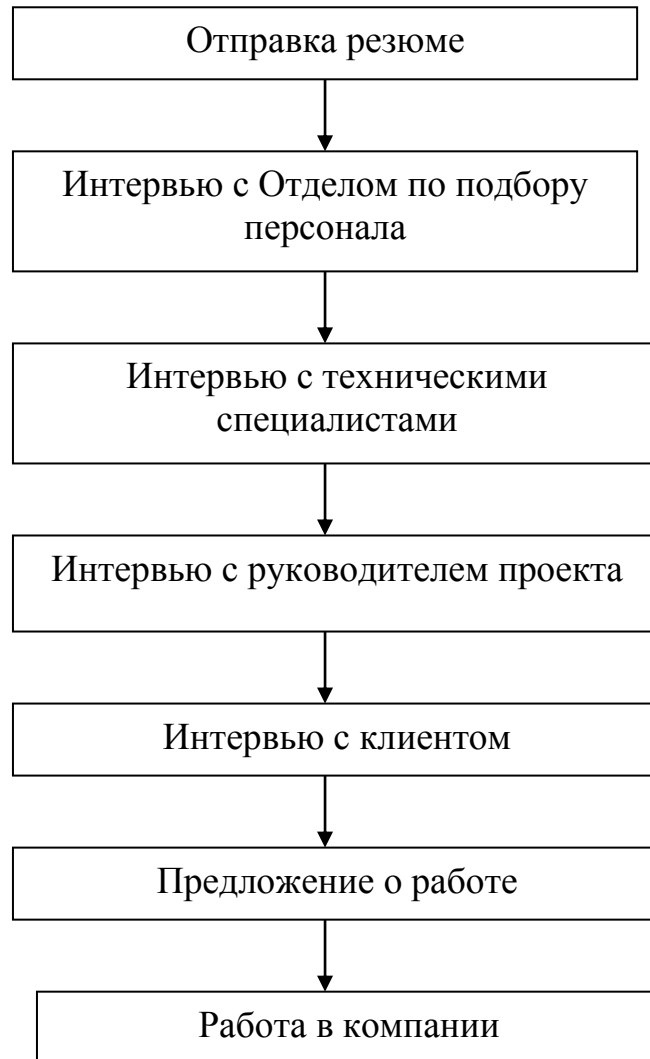 Отправка резюме
Интервью с Отделом по подбору
персонала
Интервью с техническими
специалистами
Интервью с руководителем проекта
Интервью с клиентом
Предложение о работе
Работа в компании